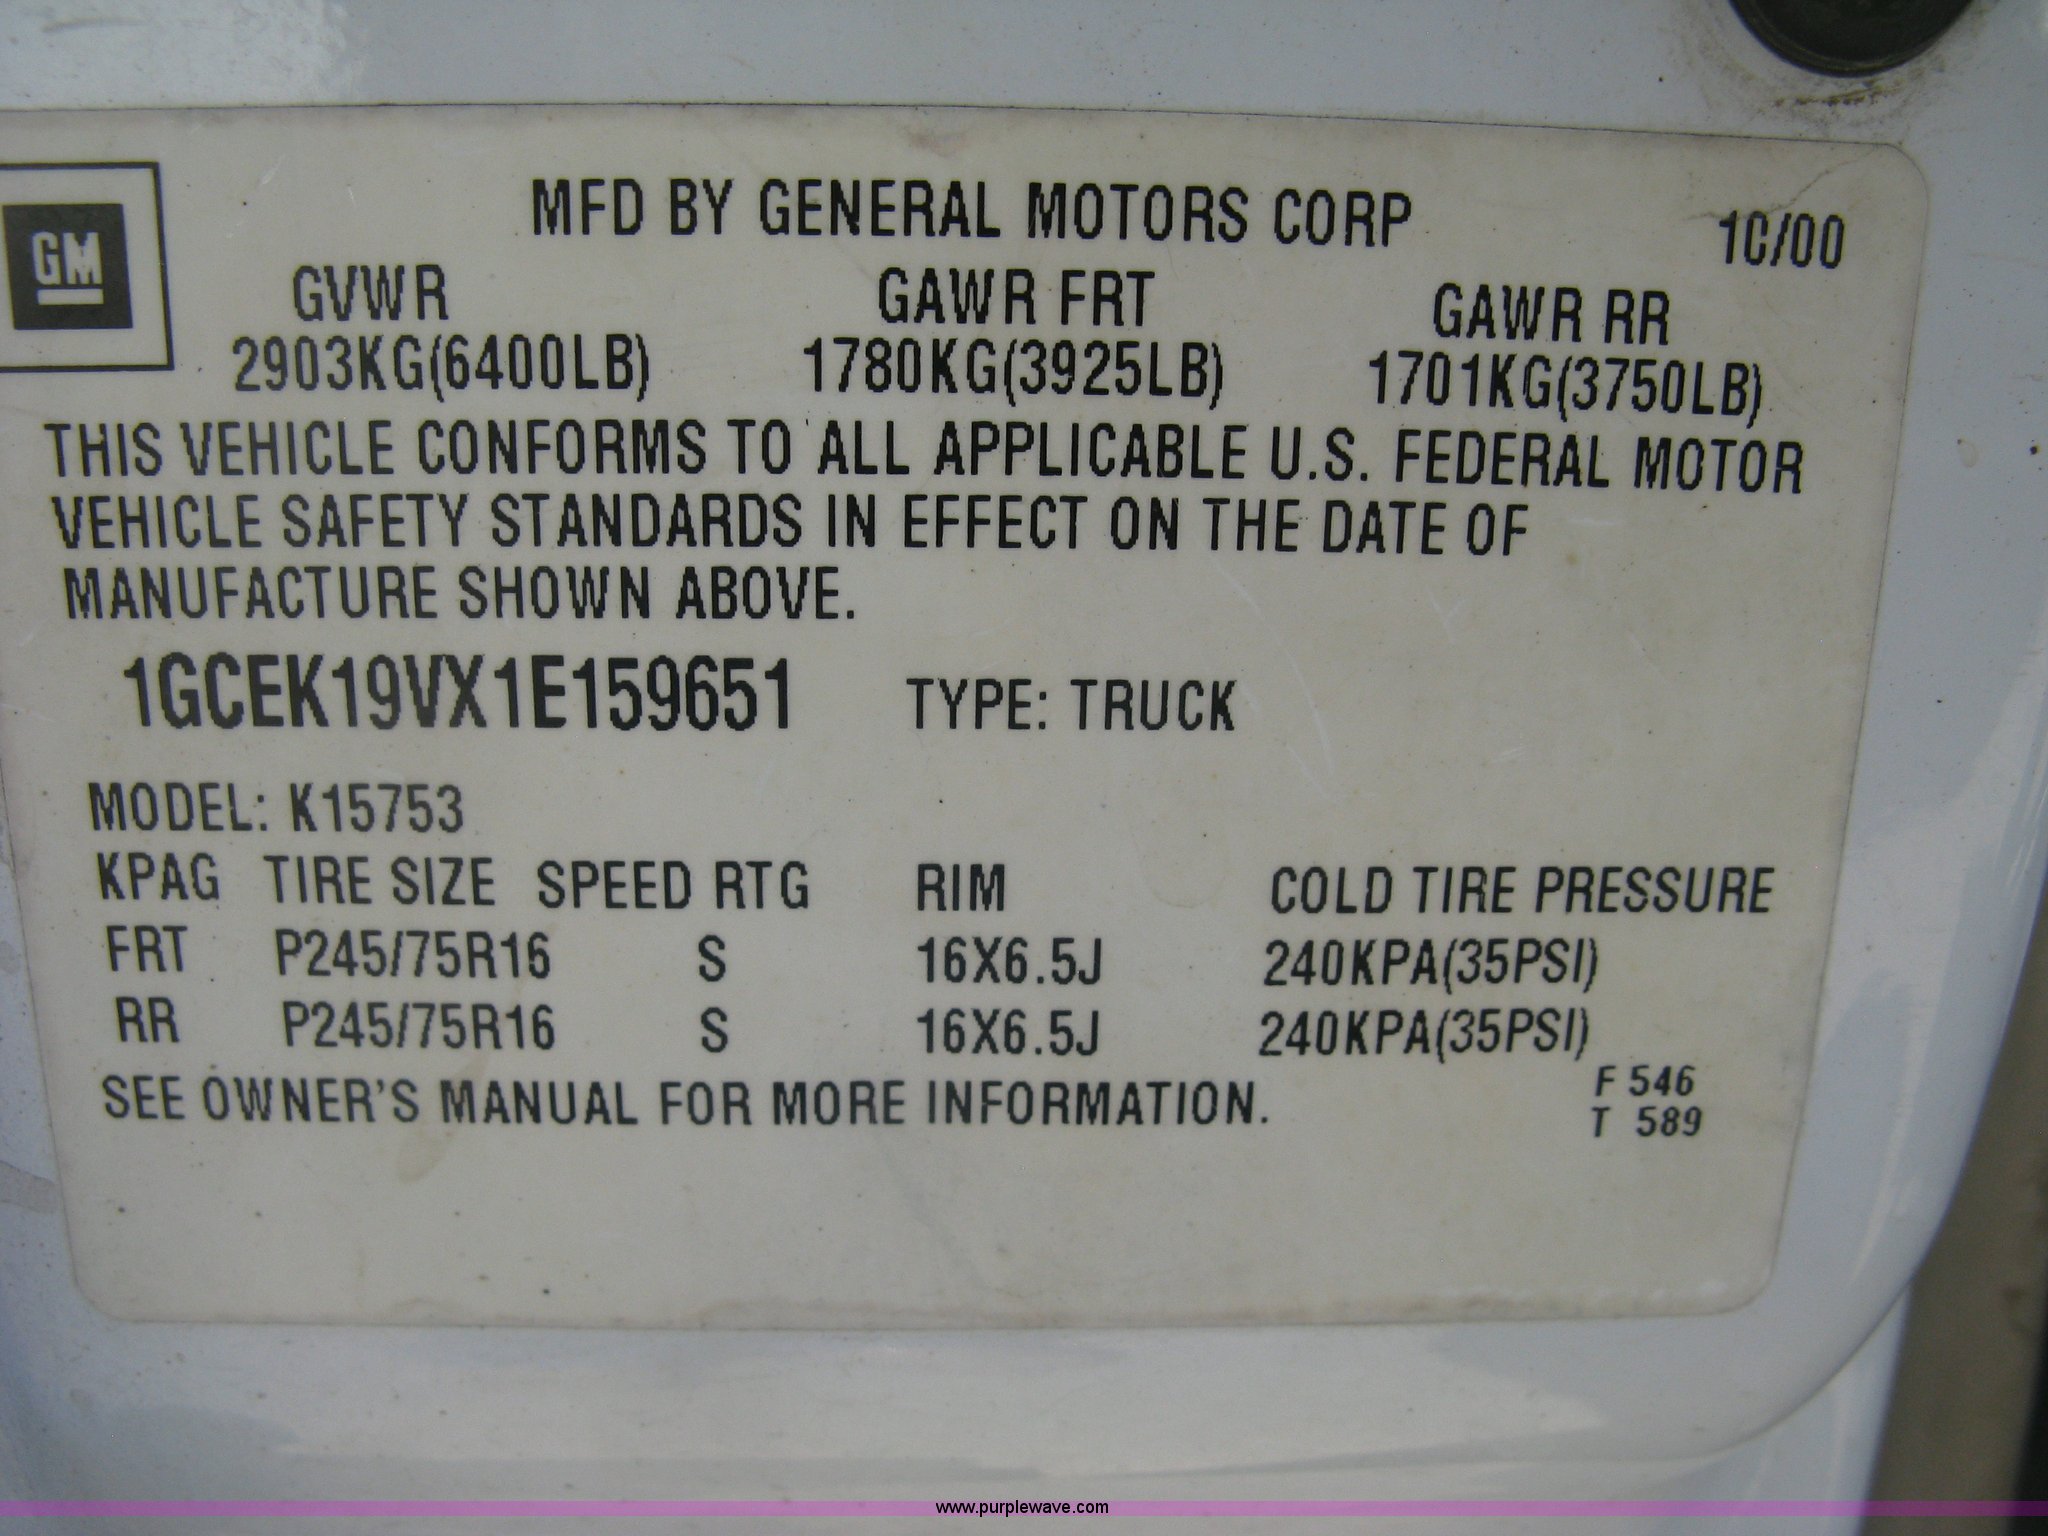 MFD BY GENERAL MOTORS CORP
10/00
GM
GVWR GAWR FRT GAWR RR
2903KG(6400LB) 1780KG(3925LB) 1701KG(3750LB)
THIS VEHICLE CONFORMS TO ALL APPLICABLE U.S. FEDERAL MOTOR
VEHICLE SAFETY STANDARDS IN EFFECT ON THE DATE OF
MANUFACTURE SHOWN ABOVE.
1GCEK19VX1E159651 TYPE: TRUCK
MODEL: K15753
KPAG TIRE SIZE SPEED RTG RIM COLD TIRE PRESSURE
FRT P245/75R16 S 16X6.5J 240KPA(35PSI)
RR P245/75R16 S 16X6.5J 240KPA(35PSI)
SEE OWNER'S MANUAL FOR MORE INFORMATION.
F 546
T 589
www.purplewave.com